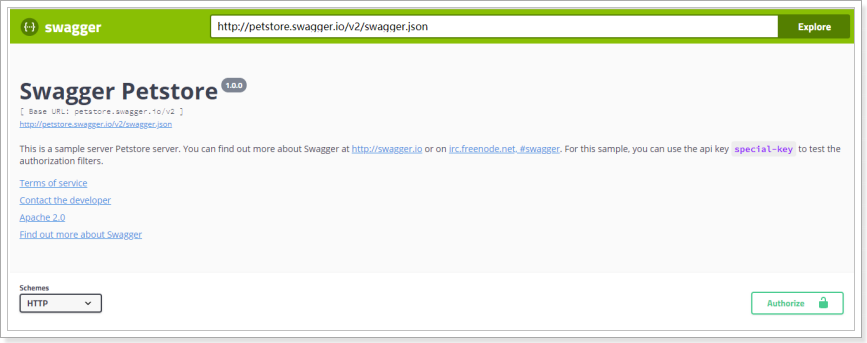 swagger
http://petstore.swagger.io/v2/swagger.json
Explore
Swagger Petstore 1.0.0
[ Base URL: petstore.swagger.io/v2 ]
http://petstore.swagger.io/v2/swagger.json
This is a sample server Petstore server. You can find out more about Swagger at http://swagger.io or on irc.freenode.net, #swagger. For this sample, you can use the api key special-key to test the
authorization filters.
Terms of service
Contact the developer
Apache 2.0
Find out more about Swagger
Schemes
HTTP
Authorize